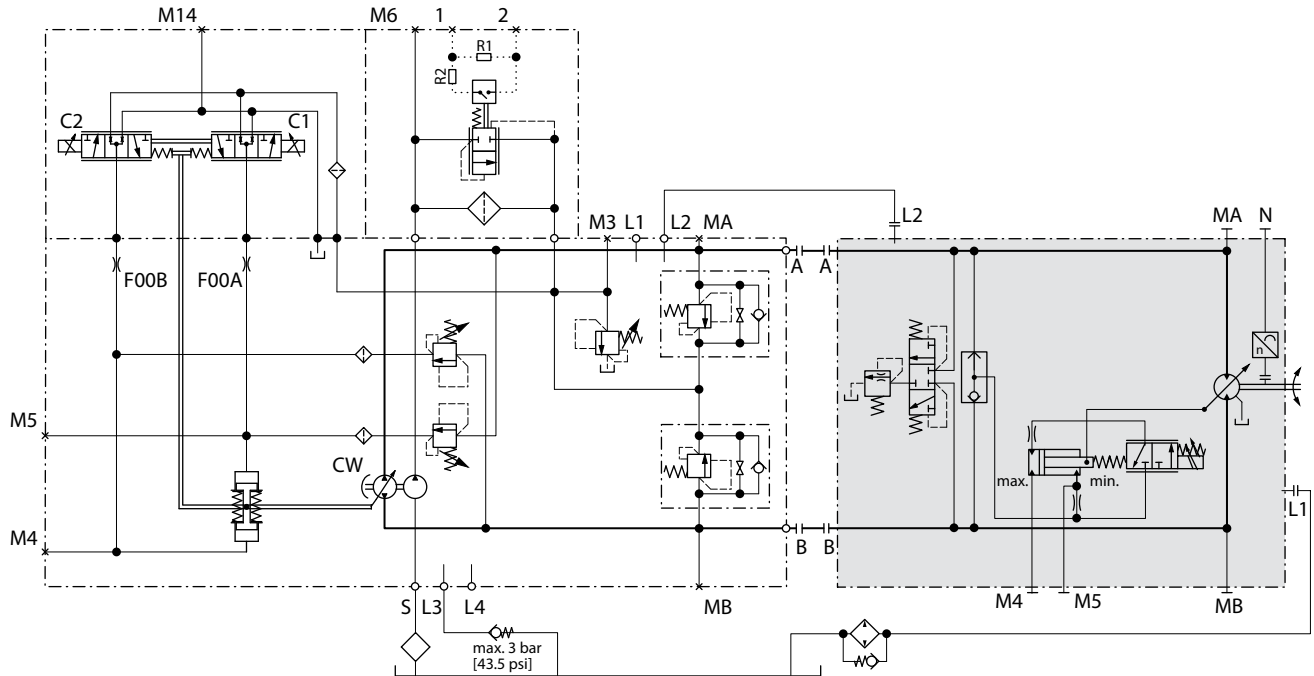 M14
M6
1
2
R1
R2
C2
C1
M3
L1
L2
MA
L2
MA
N
F00B
F00A
A
A
n
M5
CW
max.
min.
L1
M4
B
B
S
L3
L4
MB
M4
M5
MB
max. 3 bar
[43.5 psi]